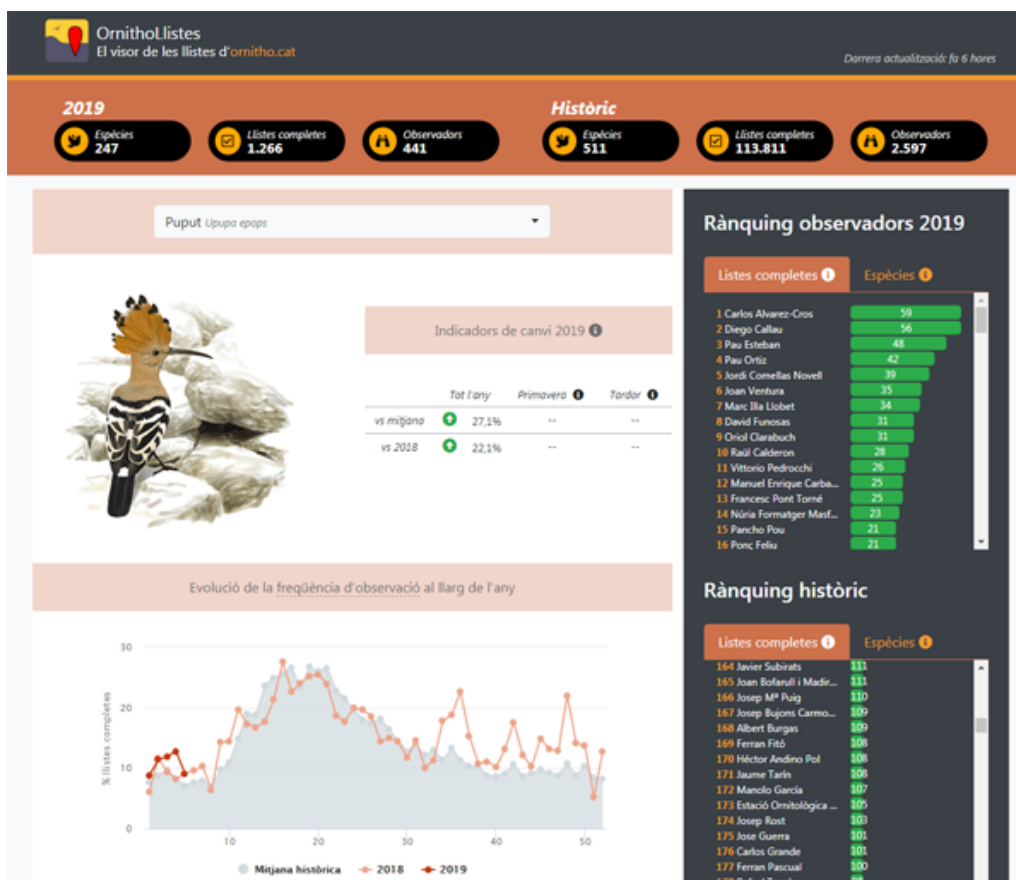 OrnithoLlistes
El visor de les llistes d'ornitho.cat
Darrera actualització: fa 6 hores
2019
Espècies
247
Llistes completes
1.266
Observadors
441
Històric
Espècies
511
Llistes completes
113.811
Observadors
2.597
Puput Upupa epops
Indicadors de canvi 2019
Tot l'any Primavera Tardor
vs mitjana 27,1% -- --
vs 2018 22,1% -- --
Evolució de la freqüència d'observació al llarg de l'any
% llistes completes
30
20
10
0
10 20 30 40 50
Mitjana històrica 2018 2019
Rànquing observadors 2019
Llistes completes Espècies
1 Carlos Alvarez-Cros 59
2 Diego Callau 56
3 Pau Esteban 48
4 Pau Ortiz 42
5 Jordi Comellas Novell 39
6 Joan Ventura 35
7 Marc Illa Llobet 34
8 David Funosas 31
9 Oriol Clarabuch 31
10 Raül Calderon 28
11 Vittorio Pedrocchi 26
12 Manuel Enrique Carba... 25
13 Francesc Pont Torné 25
14 Núria Formatger Masf... 23
15 Pancho Pou 21
16 Ponç Feliu 21
Rànquing històric
Llistes completes Espècies
164 Javier Subirats 111
165 Joan Bofarull i Madir... 111
166 Josep Mª Puig 110
167 Josep Bujons Carmo... 109
168 Albert Burgas 109
169 Ferran Fitó 108
170 Héctor Andino Pol 108
171 Jaume Tarín 108
172 Manolo García 107
173 Estació Ornitològica ... 105
174 Josep Rost 103
175 Jose Guerra 101
176 Carlos Grande 101
177 Ferran Pascual 100